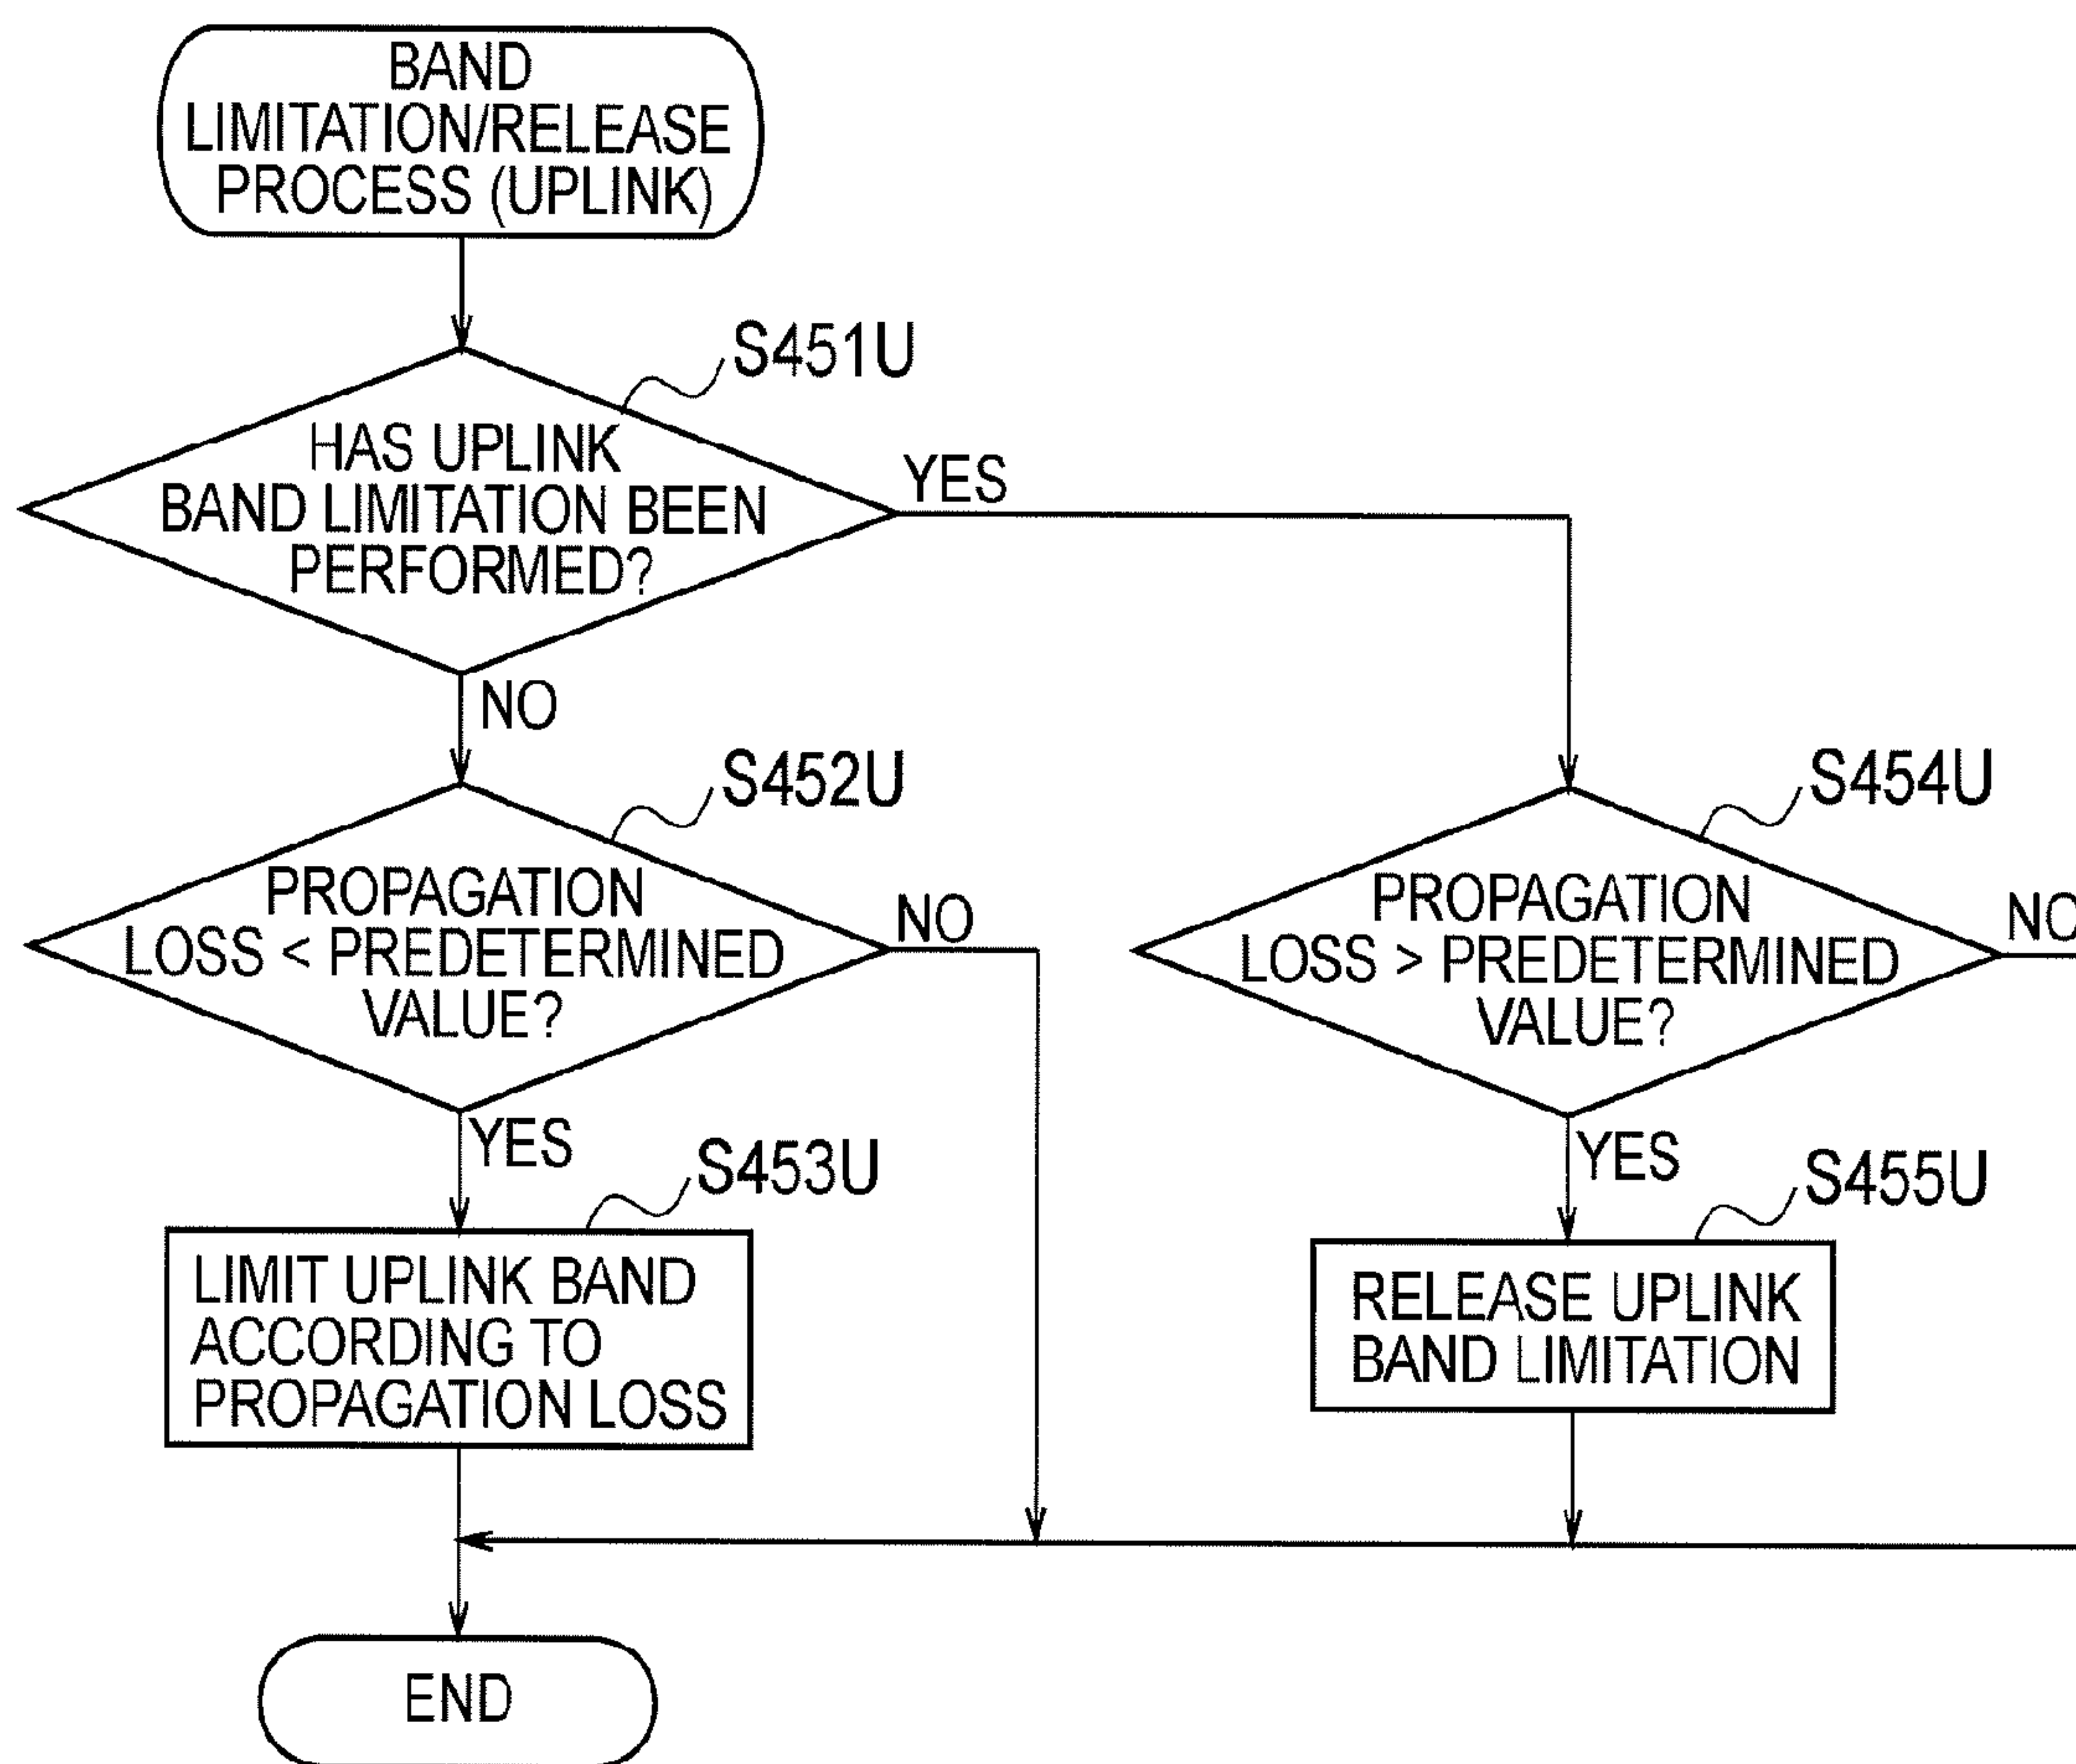 BAND
LIMITATION/RELEASE
PROCESS (UPLINK)
S451U
HAS UPLINK
BAND LIMITATION BEEN
PERFORMED?
YES
NO
S452U
PROPAGATION
LOSS < PREDETERMINED
VALUE?
NO
YES
S453U
LIMIT UPLINK BAND
ACCORDING TO
PROPAGATION LOSS
S454U
PROPAGATION
LOSS > PREDETERMINED
VALUE?
NO
YES
S455U
RELEASE UPLINK
BAND LIMITATION
END